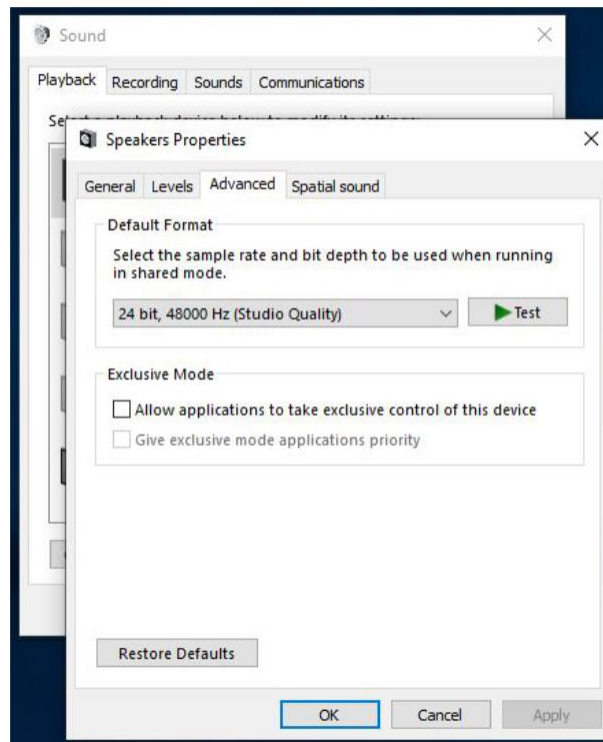 Sound
Playback Recording Sounds Communications
Speakers Properties
General Levels Advanced Spatial sound
Default Format
Select the sample rate and bit depth to be used when running
in shared mode.
24 bit, 48000 Hz (Studio Quality) Test
Exclusive Mode
Allow applications to take exclusive control of this device
Give exclusive mode applications priority
Restore Defaults
OK Cancel Apply